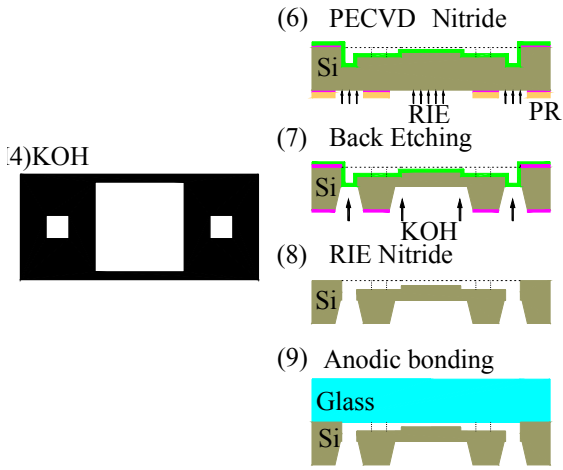 (6) PECVD Nitride
Si
RIE
PR
(7) Back Etching
Si
KOH
4)KOH
(8) RIE Nitride
Si
(9) Anodic bonding
Glass
Si